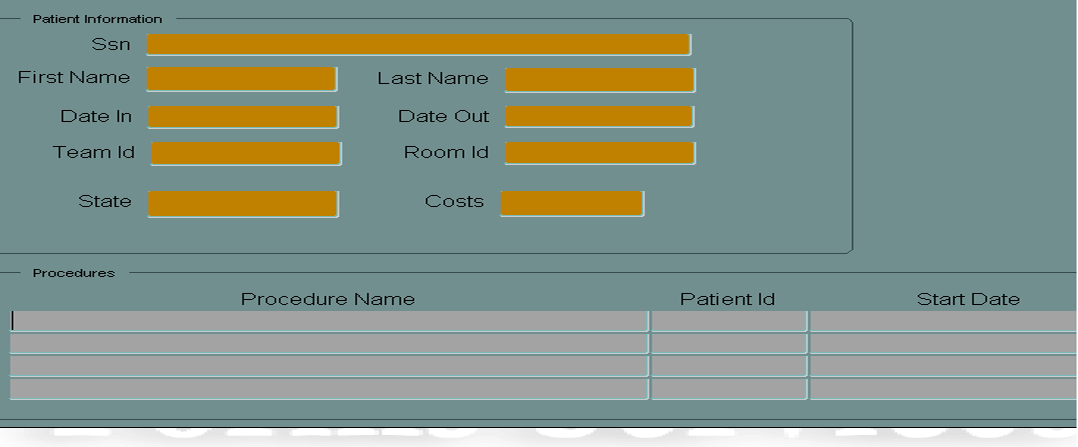 Patient Information
Ssn
First Name Last Name
Date In Date Out
Team Id Room Id
State Costs
Procedures
Procedure Name Patient Id Start Date